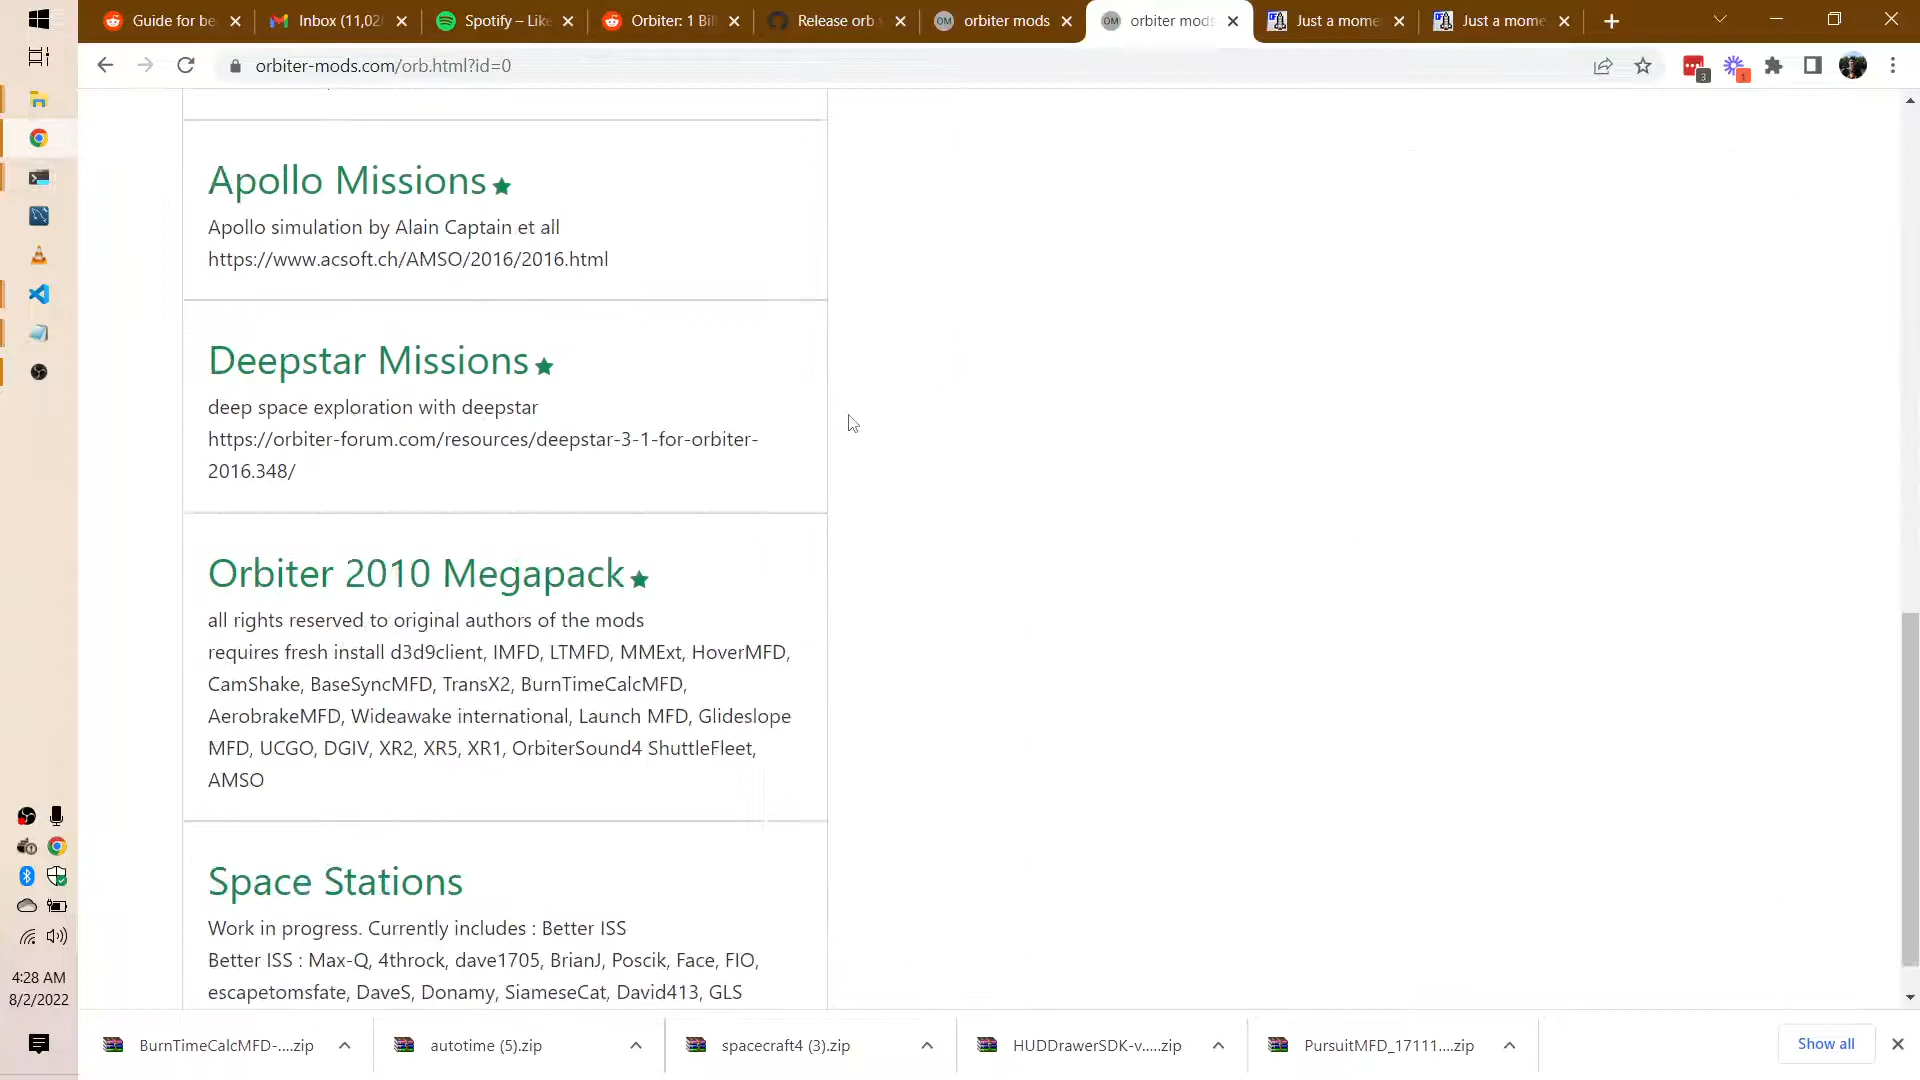 Guide for be
Inbox (11,02
Spotify – Like
Orbiter: 1 Bil
Release orb
OM orbiter mods
OM orbiter mods
Just a mome
Just a mome
orbiter-mods.com/orb.html?id=0
3
1
Apollo Missions
Apollo simulation by Alain Captain et all
https://www.acsoft.ch/AMSO/2016/2016.html
Deepstar Missions
deep space exploration with deepstar
https://orbiter-forum.com/resources/deepstar-3-1-for-orbiter-
2016.348/
Orbiter 2010 Megapack
all rights reserved to original authors of the mods
requires fresh install d3d9client, IMFD, LTMFD, MMExt, HoverMFD,
CamShake, BaseSyncMFD, TransX2, BurnTimeCalcMFD,
AerobrakeMFD, Wideawake international, Launch MFD, Glideslope
MFD, UCGO, DGIV, XR2, XR5, XR1, OrbiterSound4 ShuttleFleet,
AMSO
Space Stations
Work in progress. Currently includes : Better ISS
Better ISS : Max-Q, 4throck, dave1705, BrianJ, Poscik, Face, FIO,
escapetomsfate, DaveS, Donamy, SiameseCat, David413, GLS
4:28 AM
8/2/2022
BurnTimeCalcMFD-....zip
autotime (5).zip
spacecraft4 (3).zip
HUDDrawerSDK-v.....zip
PursuitMFD_17111....zip
Show all